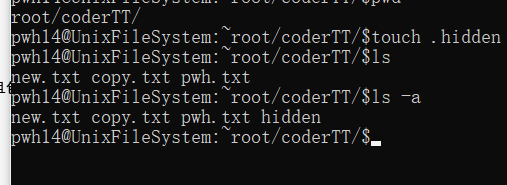 pwh14@UnixFileSystem:~root/coderTT/$pwd
root/coderTT/
pwh14@UnixFileSystem:~root/coderTT/$touch .hidden
pwh14@UnixFileSystem:~root/coderTT/$ls
new.txt copy.txt pwh.txt
pwh14@UnixFileSystem:~root/coderTT/$ls -a
new.txt copy.txt pwh.txt hidden
pwh14@UnixFileSystem:~root/coderTT/$